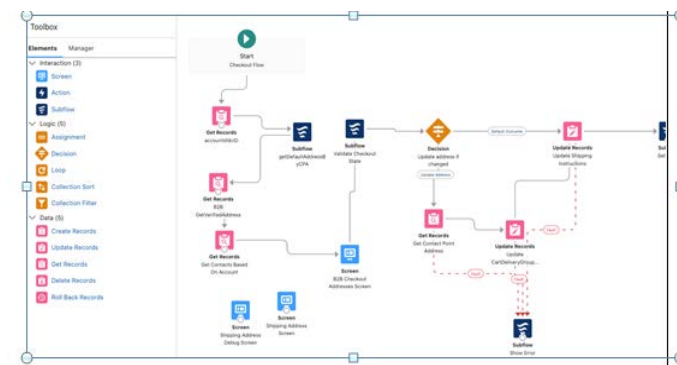 Toolbox
Elements Manager
Interaction (3)
Screen
Action
Subflow
Logic (5)
Assignment
Decision
Loop
Collection Sort
Collection Filter
Data (5)
Create Records
Update Records
Get Records
Delete Records
Roll Back Records
Start
Checkout Flow
Get Records
Subflow
getDefaultAddressB
yCPA
Subflow
Validate Checkout
State
Decision
Update address if
changed
Default Outcome
Update Address
Update Records
Update Shipping
Instructions
Get Records
B2B
GetVerifiedAddress
Get Records
Get Contacts Based
On Account
Screen
B2B Checkout
Addresses Screen
Get Records
Get Contact Point
Address
Update Records
Update
CartDeliveryGroup...
Fault
Fault
Fault
Screen
Shipping Address
Debug Screen
Screen
Shipping Address
Screen
Subflow
Show Error